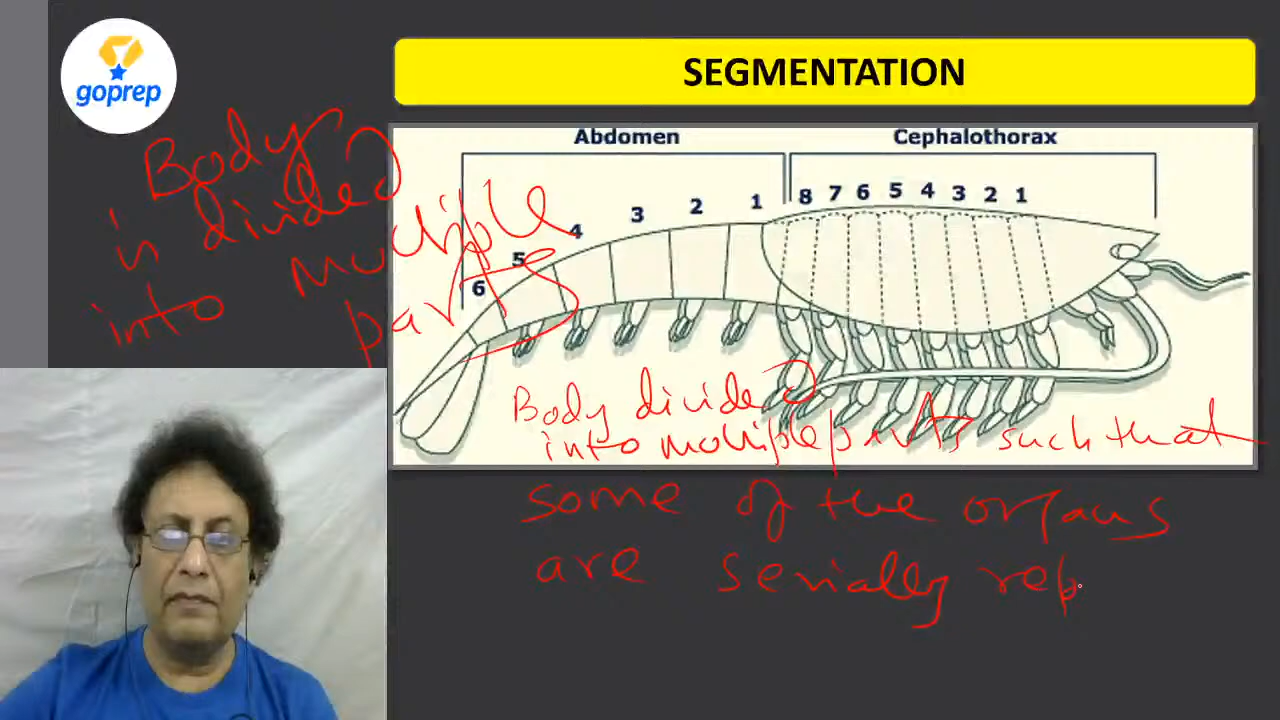 goprep
SEGMENTATION
Abdomen
Cephalothorax
8 7 6 5 4 3 2 1
1
2
3
4
5
6
Body
is divided
into multiple
parts
Body divided
into multiple parts such that
some of the organs
are serially rep